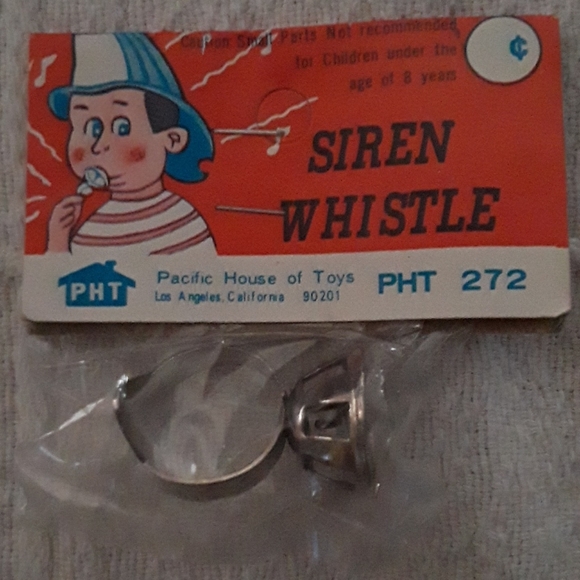 Caution Small Parts Not recommended
for Children under the
age of 8 years
¢
SIREN
WHISTLE
PHT
Pacific House of Toys
Los Angeles, California 90201
PHT 272